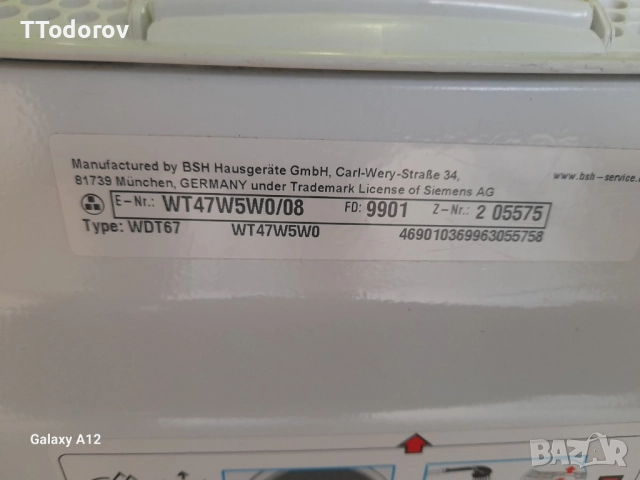 TTodorov
Manufactured by BSH Hausgeräte GmbH, Carl-Wery-Straße 34,
81739 München, GERMANY under Trademark License of Siemens AG
www.bsh-service.
E-Nr.: WT47W5W0/08 FD: 9901 Z-Nr.: 2 05575
Type: WDT67 WT47W5W0 469010369963055758
Galaxy A12
BAZAR